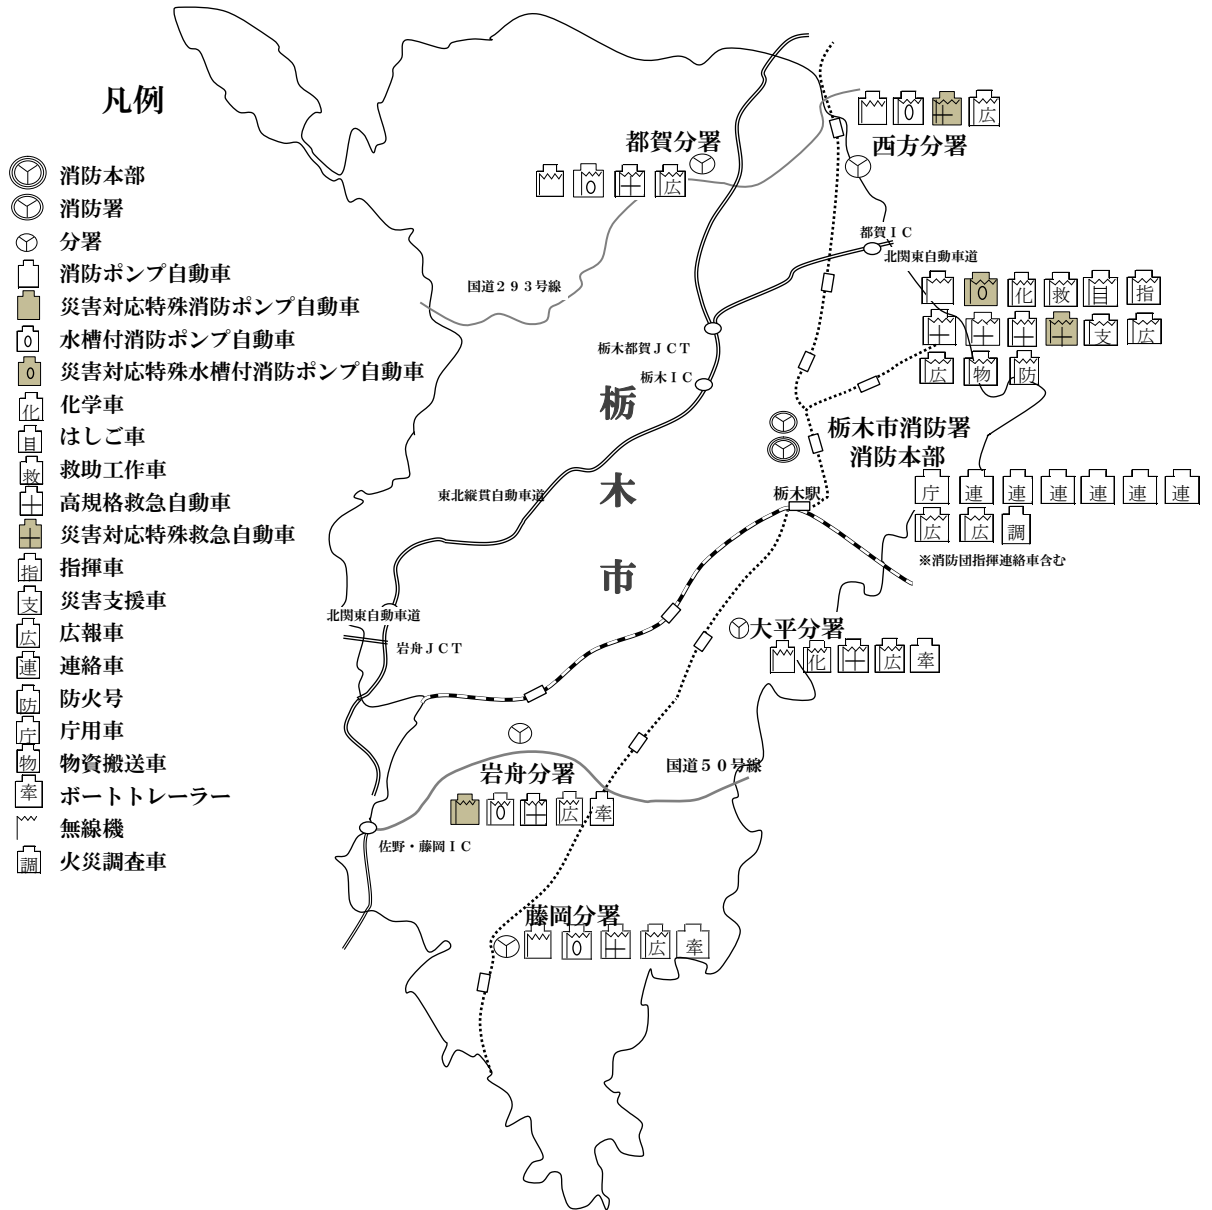 凡例
消防本部
消防署
分署
消防ポンプ自動車
災害対応特殊消防ポンプ自動車
水槽付消防ポンプ自動車
災害対応特殊水槽付消防ポンプ自動車
化 化学車
目 はしご車
救 救助工作車
高規格救急自動車
災害対応特殊救急自動車
指 指揮車
支 災害支援車
広 広報車
連 連絡車
防 防火号
庁 庁用車
物 物資搬送車
牽 ボートトレーラー
無線機
調 火災調査車
都賀分署
広
広
西方分署
都賀ＩＣ
北関東自動車道
国道２９３号線
化 救 目 指
支 広
広 物 防
栃木都賀ＪＣＴ
栃木ＩＣ
栃木市
栃木市消防署
消防本部
東北縦貫自動車道
栃木駅
庁 連 連 連 連 連 連
広 広 調
※消防団指揮連絡車含む
北関東自動車道
岩舟ＪＣＴ
大平分署
化 広 牽
国道５０号線
岩舟分署
広 牽
佐野・藤岡ＩＣ
藤岡分署
広 牽